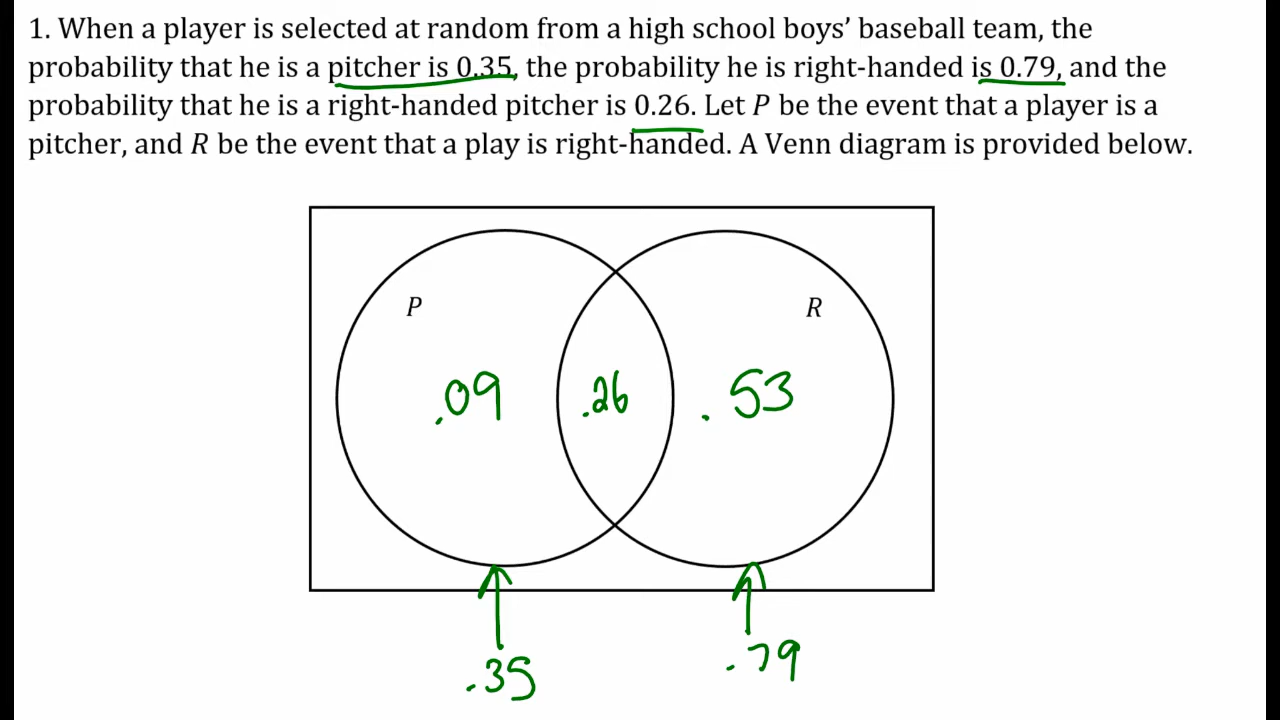 1. When a player is selected at random from a high school boys’ baseball team, the
probability that he is a pitcher is 0.35, the probability he is right-handed is 0.79, and the
probability that he is a right-handed pitcher is 0.26. Let P be the event that a player is a
pitcher, and R be the event that a play is right-handed. A Venn diagram is provided below.
P R
.09 .26 .53
.35 .79